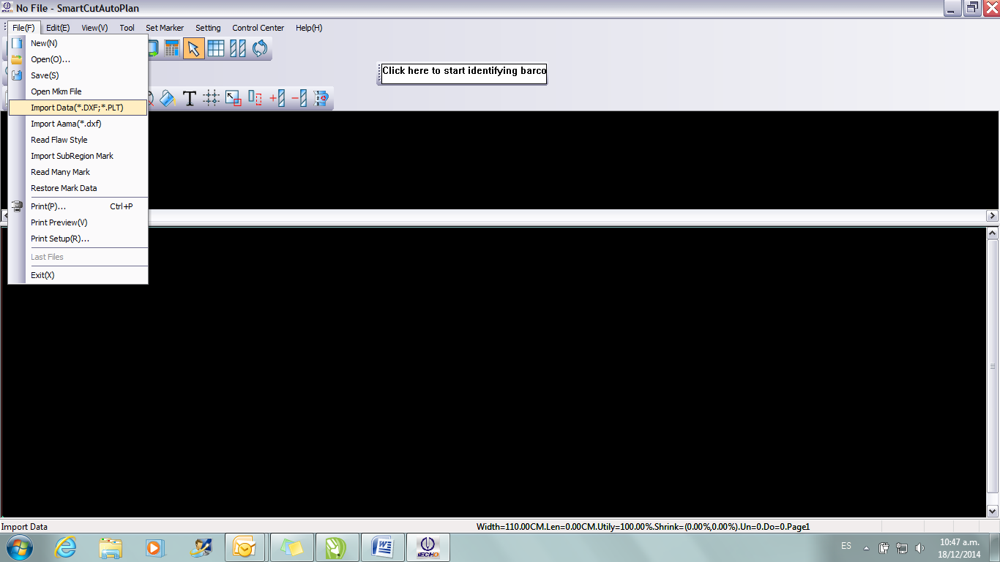 No File - SmartCutAutoPlan
File(F) Edit(E) View(V) Tool Set Marker Setting Control Center Help(H)
New(N)
Open(O)...
Save(S)
Open Mkm File
Import Data(*.DXF;*.PLT)
Import Aama(*.dxf)
Read Flaw Style
Import SubRegion Mark
Read Many Mark
Restore Mark Data
Print(P)... Ctrl+P
Print Preview(V)
Print Setup(R)...
Last Files
Exit(X)
Click here to start identifying barco
T
Import Data Width=110.00CM.Len=0.00CM.Utily=100.00%.Shrink=(0.00%,0.00%).Un=0.Do=0.Page1
IECHO
ES
10:47 a.m.
18/12/2014